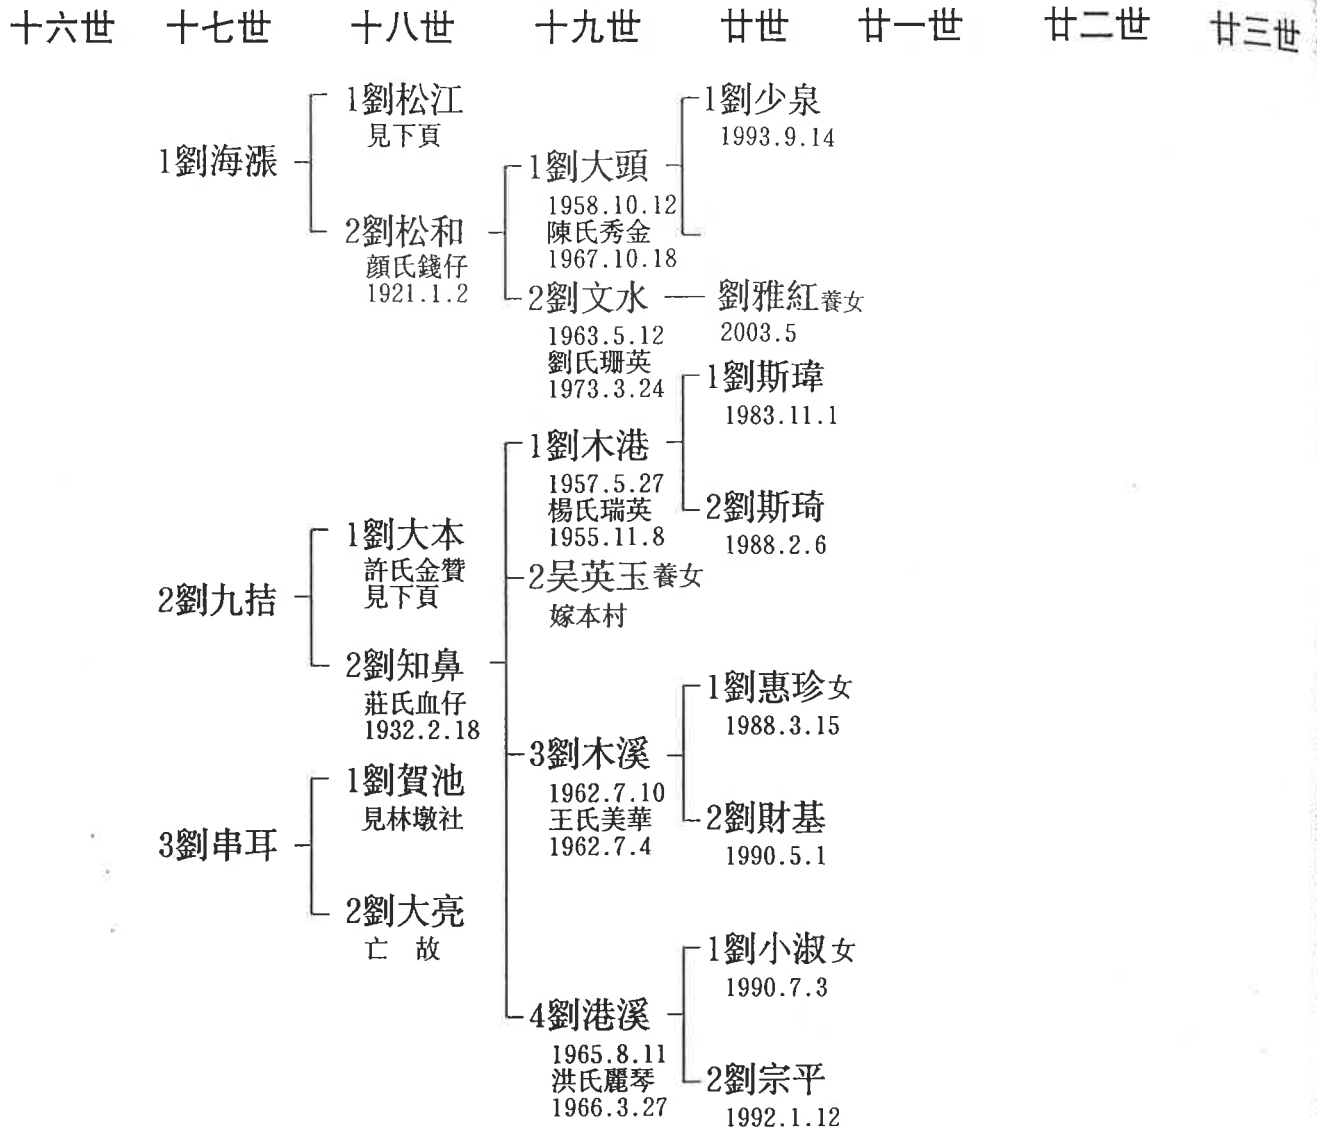 十六世 十七世 十八世 十九世 廿世 廿一世 廿二世 廿三世
1劉海漲
1劉松江
見下頁
2劉松和
顏氏錢仔
1921.1.2
1劉大頭
1958.10.12
陳氏秀金
1967.10.18
1劉少泉
1993.9.14
2劉文水
1963.5.12
劉氏珊英
1973.3.24
劉雅紅養女
2003.5
2劉九拮
1劉大本
許氏金贊
見下頁
2劉知鼻
莊氏血仔
1932.2.18
1劉木港
1957.5.27
楊氏瑞英
1955.11.8
1劉斯瑋
1983.11.1
2劉斯琦
1988.2.6
2吴英玉養女
嫁本村
3劉木溪
1962.7.10
王氏美華
1962.7.4
1劉惠珍女
1988.3.15
2劉財基
1990.5.1
4劉港溪
1965.8.11
洪氏麗琴
1966.3.27
1劉小淑女
1990.7.3
2劉宗平
1992.1.12
3劉串耳
1劉賀池
見林墩社
2劉大亮
亡 故